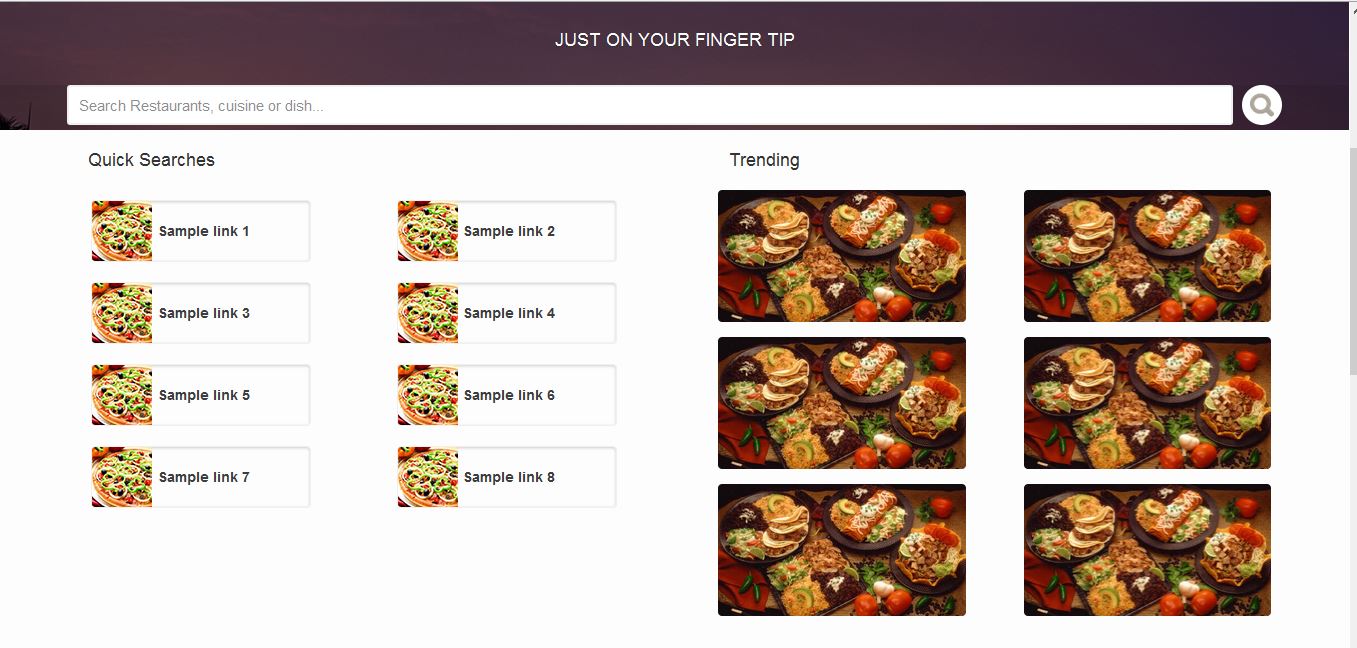 JUST ON YOUR FINGER TIP
Search Restaurants, cuisine or dish...
Quick Searches
Trending
Sample link 1
Sample link 2
Sample link 3
Sample link 4
Sample link 5
Sample link 6
Sample link 7
Sample link 8